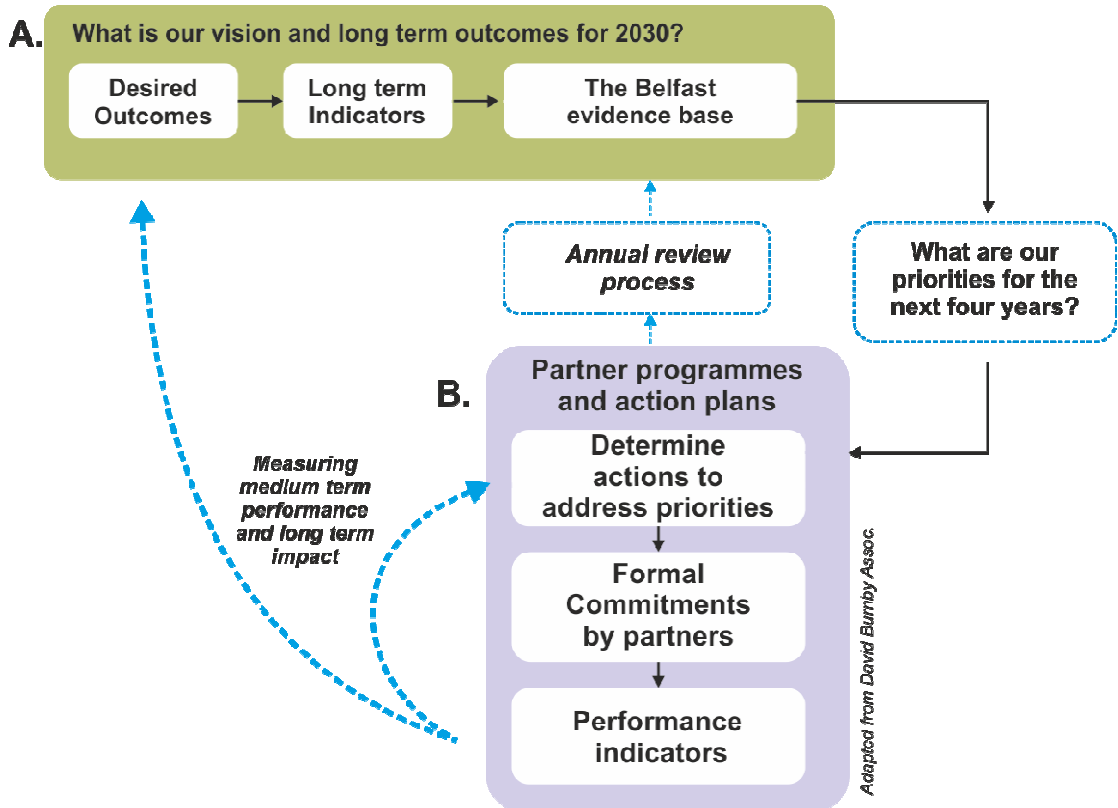 A.
What is our vision and long term outcomes for 2030?
Desired
Outcomes
Long term
Indicators
The Belfast
evidence base
Annual review
process
What are our
priorities for the
next four years?
B.
Partner programmes
and action plans
Determine
actions to
address priorities
Formal
Commitments
by partners
Performance
indicators
Measuring
medium term
performance
and long term
impact
Adapted from David Burnby Assoc.